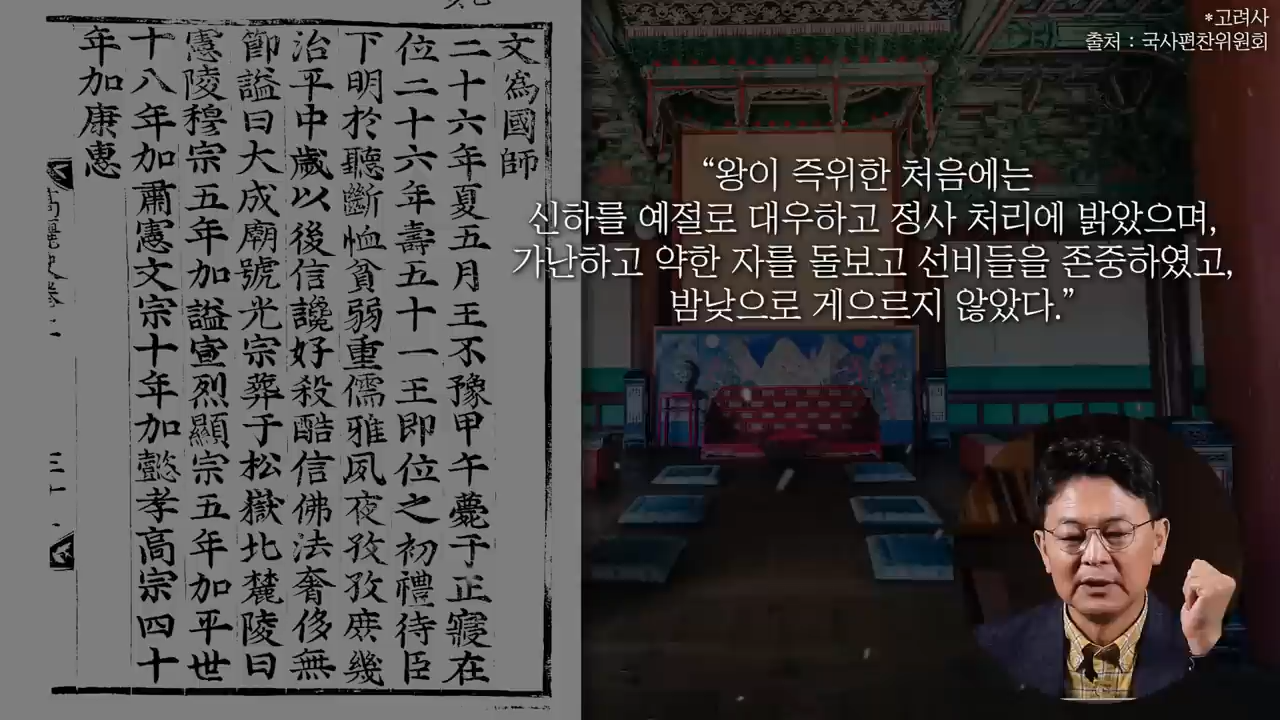 *고려사
출처 : 국사편찬위원회
“왕이 즉위한 처음에는
신하를 예절로 대우하고 정사 처리에 밝았으며,
가난하고 약한 자를 돌보고 선비들을 존중하였고,
밤낮으로 게으르지 않았다.”
文爲國師
二十六年夏五月王不豫甲午薨于正寢在
位二十六年壽五十一王即位之初禮待臣
下明於聽斷恤貧弱重儒雅夙夜孜孜庶幾
治平中歲以後信讒好殺酷信佛法奢侈無
節謚曰大成廟號光宗葬于松嶽北麓陵曰
憲陵穆宗五年加謚宣烈顯宗五年加平世
十八年加肅憲文宗十年加懿孝高宗四十
年加康惠